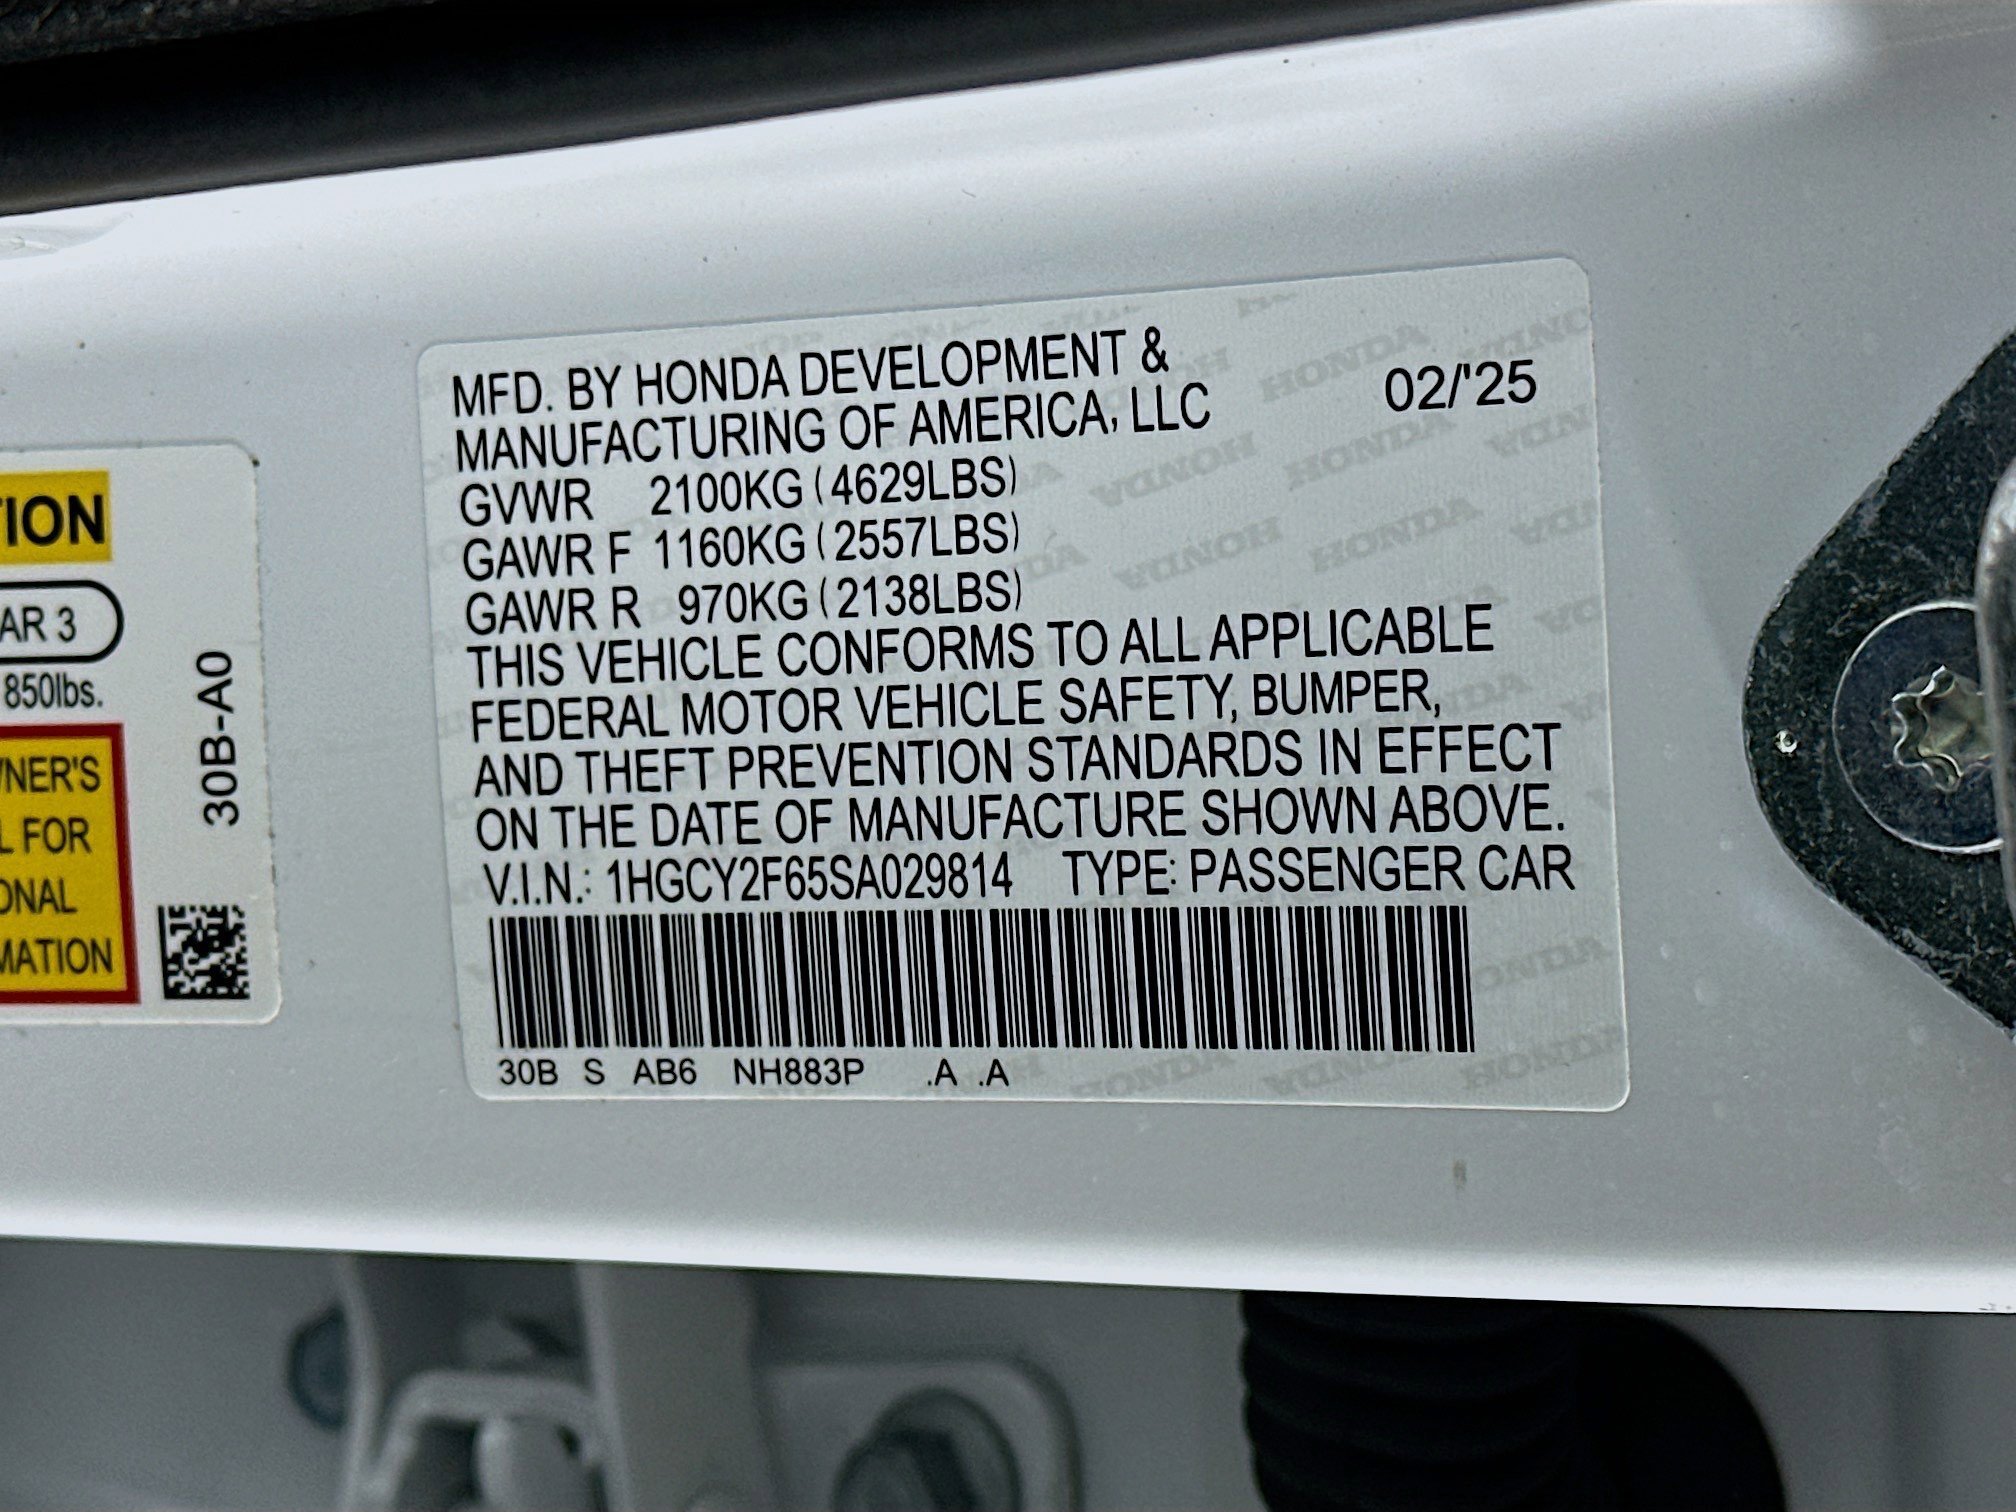 MFD. BY HONDA DEVELOPMENT &
MANUFACTURING OF AMERICA, LLC
02/'25
GVWR 2100KG (4629LBS)
GAWR F 1160KG (2557LBS)
GAWR R 970KG (2138LBS)
THIS VEHICLE CONFORMS TO ALL APPLICABLE
FEDERAL MOTOR VEHICLE SAFETY, BUMPER,
AND THEFT PREVENTION STANDARDS IN EFFECT
ON THE DATE OF MANUFACTURE SHOWN ABOVE.
V.I.N.: 1HGCY2F65SA029814 TYPE: PASSENGER CAR
30B S AB6 NH883P .A .A
TION
AR 3
850lbs.
WNER'S
L FOR
ONAL
MATION
30B-A0